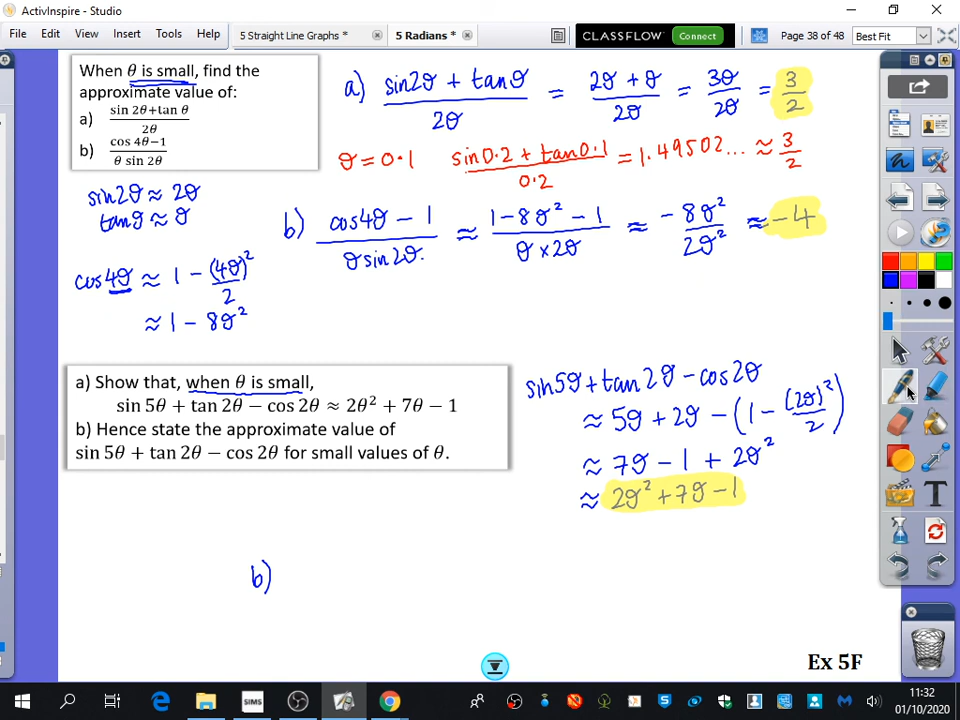 ActivInspire - Studio
File Edit View Insert Tools Help
5 Straight Line Graphs *
5 Radians *
CLASSFLOW Connect
Page 38 of 48
Best Fit
When θ is small, find the
approximate value of:
a) (sin 2θ+tan θ)/2θ
b) (cos 4θ−1)/(θ sin 2θ)
a) (sin2θ + tanθ)/2θ = (2θ + θ)/2θ = 3θ/2θ = 3/2
θ = 0.1 (sin0.2 + tan0.1)/0.2 = 1.49502... ≈ 3/2
sin2θ ≈ 2θ
tanθ ≈ θ
b) (cos4θ − 1)/(θsin2θ) ≈ (1−8θ² − 1)/(θ×2θ) ≈ −8θ²/2θ² ≈ −4
cos4θ ≈ 1 − (4θ)²/2
≈ 1 − 8θ²
a) Show that, when θ is small,
sin 5θ + tan 2θ − cos 2θ ≈ 2θ² + 7θ − 1
b) Hence state the approximate value of
sin 5θ + tan 2θ − cos 2θ for small values of θ.
sin5θ + tan2θ − cos2θ
≈ 5θ + 2θ − (1 − (2θ)²/2)
≈ 7θ − 1 + 2θ²
≈ 2θ² + 7θ − 1
b)
Ex 5F
SIMS
11:32
01/10/2020